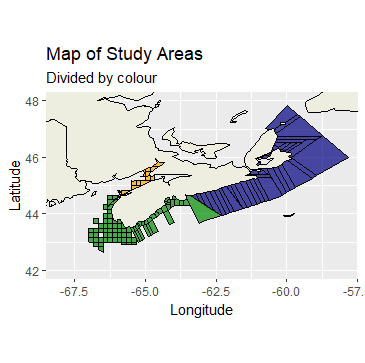 Map of Study Areas
Divided by colour
48
46
44
42
-67.5
-65.0
-62.5
-60.0
-57.
Latitude
Longitude